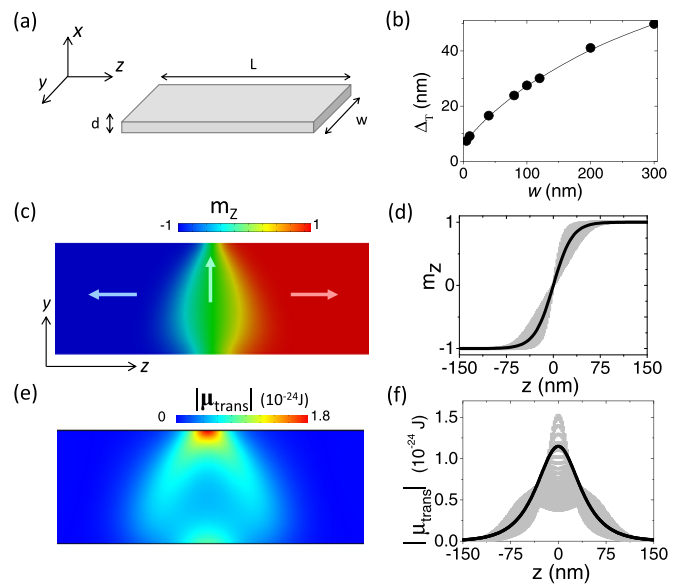 (a)
x
y
z
L
w
d
(b)
Δ_T (nm)
40
20
0
0
100
200
300
w (nm)
(c)
m_Z
-1
1
y
z
(d)
m_Z
1
0
-1
-150
-75
0
75
150
z (nm)
(e)
|μ_trans| (10⁻²⁴J)
0
1.8
(f)
|μ_trans| (10⁻²⁴ J)
1.5
1.0
0.5
0.0
-150
-75
0
75
150
z (nm)